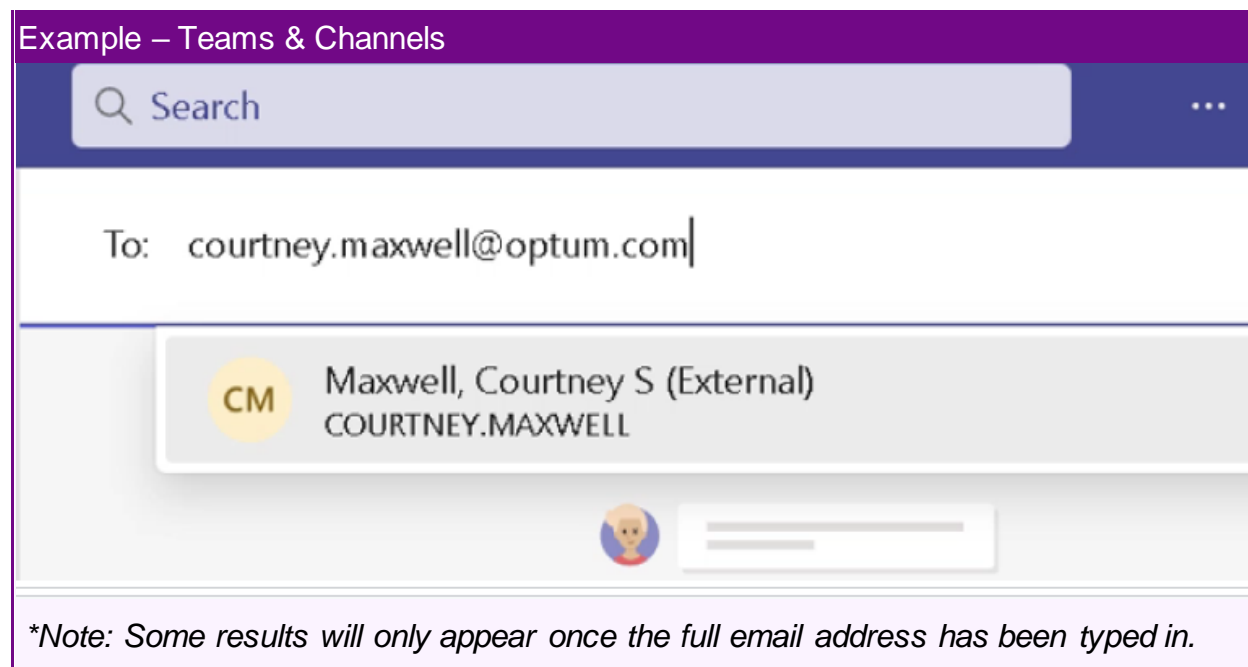 Example – Teams & Channels
Search
To: courtney.maxwell@optum.com
CM
Maxwell, Courtney S (External)
COURTNEY.MAXWELL
*Note: Some results will only appear once the full email address has been typed in.